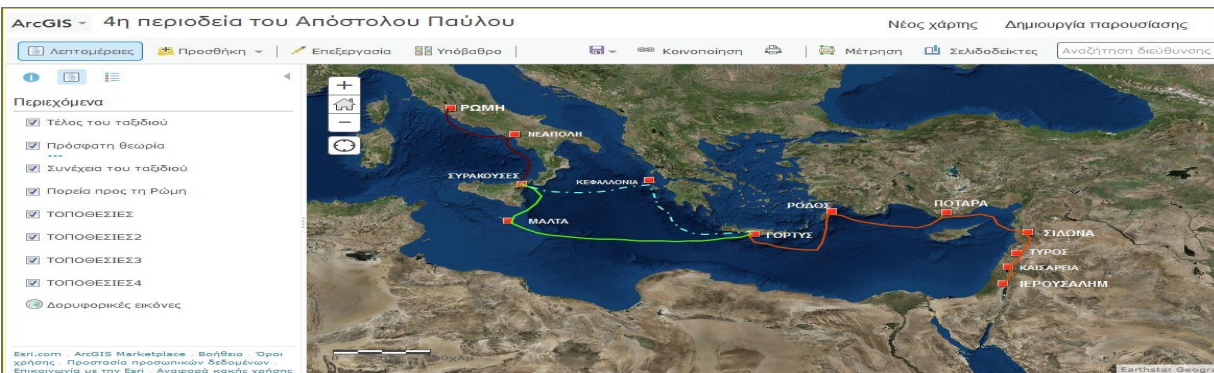 ArcGIS 4η περιοδεία του Απόστολου Παύλου
Νέος χάρτης Δημιουργία παρουσίασης
Λεπτομέρειες Προσθήκη Επεξεργασία Υπόβαθρο Κοινοποίηση Μέτρηση Σελιδοδείκτες Αναζήτηση διεύθυνσης
Περιεχόμενα
Τέλος του ταξιδιού
Πρόσφατη θεωρία
Συνέχεια του ταξιδιού
Πορεία προς τη Ρώμη
ΤΟΠΟΘΕΣΙΕΣ
ΤΟΠΟΘΕΣΙΕΣ2
ΤΟΠΟΘΕΣΙΕΣ3
ΤΟΠΟΘΕΣΙΕΣ4
Δορυφορικές εικόνες
Esri.com . ArcGIS Marketplace . Βοήθεια . Όροι
χρήσης . Προστασία προσωπικών δεδομένων .
Επικοινωνία με την Esri . Αναφορά κακής χρήσης
ΡΩΜΗ
ΝΕΑΠΟΛΗ
ΣΥΡΑΚΟΥΣΕΣ
ΚΕΦΑΛΛΟΝΙΑ
ΜΑΛΤΑ
ΓΟΡΤΥΣ
ΡΟΔΟΣ
ΠΟΤΑΡΑ
ΣΙΔΩΝΑ
ΤΥΡΟΣ
ΚΑΙΣΑΡΕΙΑ
ΙΕΡΟΥΣΑΛΗΜ
Earthstar Geogra